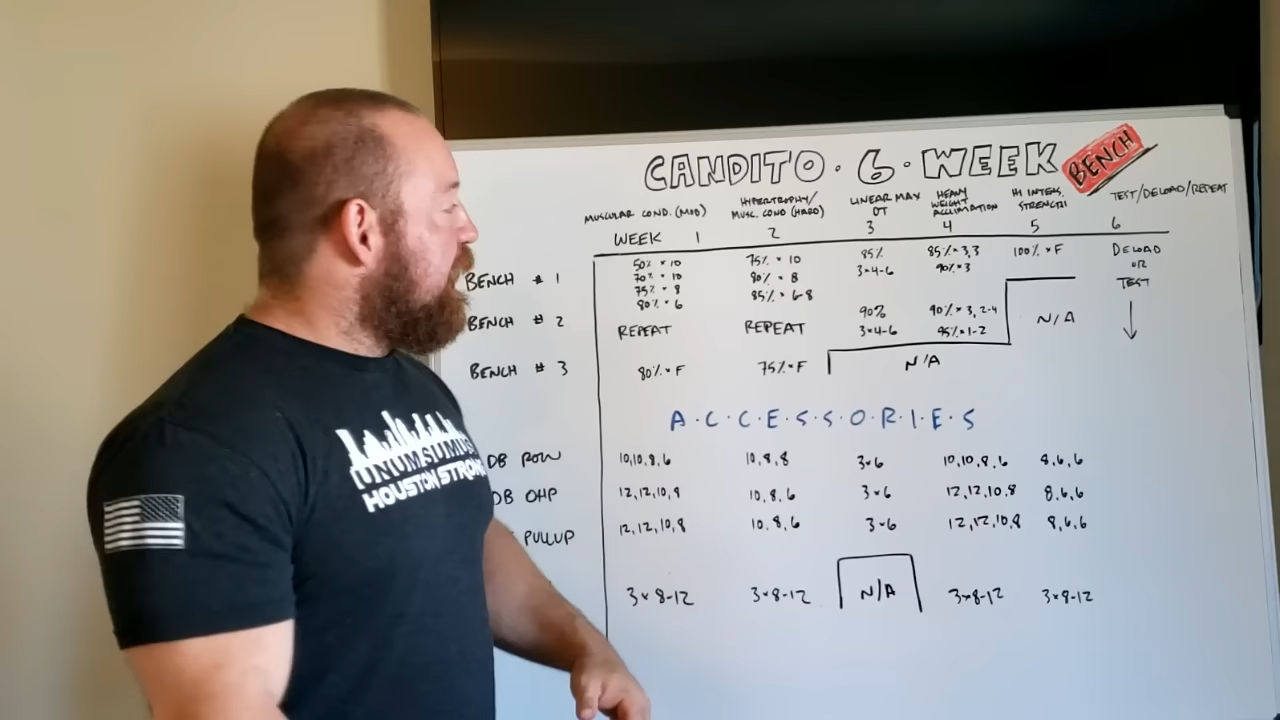 CANDITO · 6 · WEEK BENCH
MUSCULAR COND. (MOD) HYPERTROPHY/ MUSC. COND (HARD) LINEAR MAX OT HEAVY WEIGHT ACCLIMATION HI INTENS. STRENGTH TEST/DELOAD/REPEAT
WEEK 1 2 3 4 5 6
BENCH # 1
50% × 10 75% × 10 85% 85% × 3,3 100% × F DELOAD
70% × 10 80% × 8 3×4-6 90% × 3 OR
75% × 8 85% × 6-8 TEST
80% × 6
BENCH # 2 REPEAT REPEAT 90% 90% × 3, 2-4 N/A
3×4-6 95% × 1-2
BENCH # 3 80% × F 75% × F N/A
A·C·C·E·S·S·O·R·I·E·S
DB ROW 10,10,8,6 10,8,8 3×6 10,10,8,6 8,6,6
DB OHP 12,12,10,8 10,8,6 3×6 12,12,10,8 8,6,6
PULLUP 12,12,10,8 10,8,6 3×6 12,12,10,8 8,6,6
3×8-12 3×8-12 N/A 3×8-12 3×8-12
UNUM SUMUS
HOUSTON STRONG